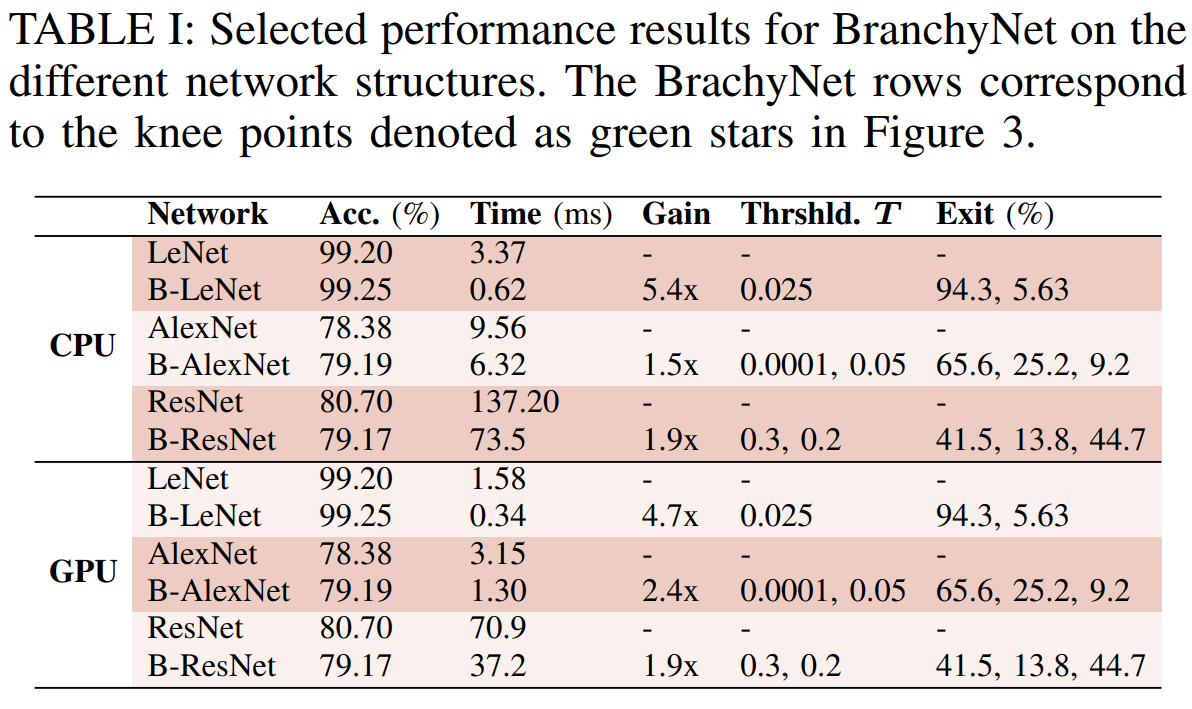 TABLE I: Selected performance results for BranchyNet on the
different network structures. The BrachyNet rows correspond
to the knee points denoted as green stars in Figure 3.
Network Acc. (%) Time (ms) Gain Thrshld. T Exit (%)
LeNet 99.20 3.37 - - -
B-LeNet 99.25 0.62 5.4x 0.025 94.3, 5.63
CPU
AlexNet 78.38 9.56 - - -
B-AlexNet 79.19 6.32 1.5x 0.0001, 0.05 65.6, 25.2, 9.2
ResNet 80.70 137.20 - - -
B-ResNet 79.17 73.5 1.9x 0.3, 0.2 41.5, 13.8, 44.7
LeNet 99.20 1.58 - - -
B-LeNet 99.25 0.34 4.7x 0.025 94.3, 5.63
GPU
AlexNet 78.38 3.15 - - -
B-AlexNet 79.19 1.30 2.4x 0.0001, 0.05 65.6, 25.2, 9.2
ResNet 80.70 70.9 - - -
B-ResNet 79.17 37.2 1.9x 0.3, 0.2 41.5, 13.8, 44.7